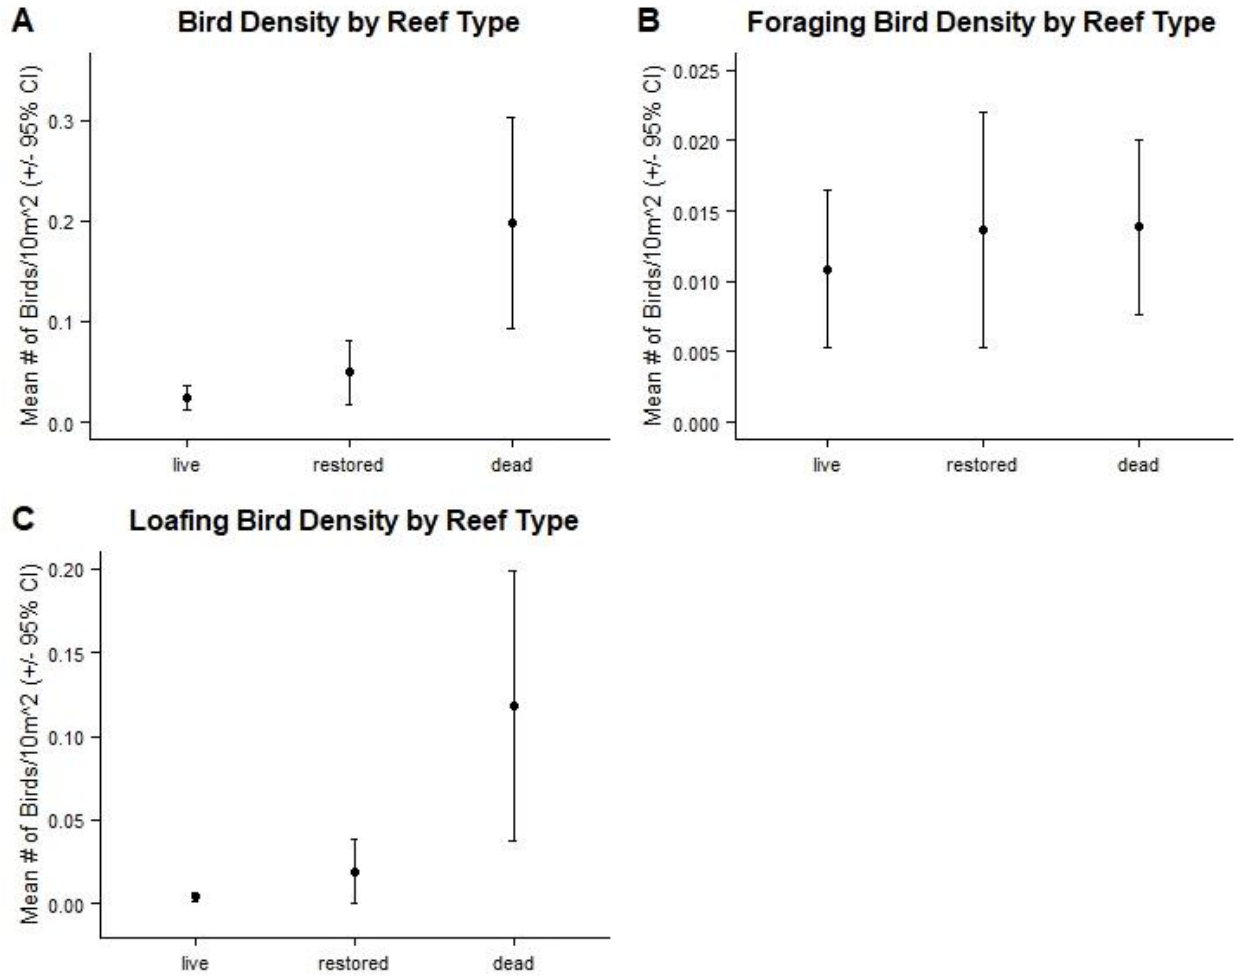 A
Bird Density by Reef Type
Mean # of Birds/10m^2 (+/- 95% CI)
0.3
0.2
0.1
0.0
live restored dead
B
Foraging Bird Density by Reef Type
Mean # of Birds/10m^2 (+/- 95% CI)
0.025
0.020
0.015
0.010
0.005
0.000
live restored dead
C
Loafing Bird Density by Reef Type
Mean # of Birds/10m^2 (+/- 95% CI)
0.20
0.15
0.10
0.05
0.00
live restored dead